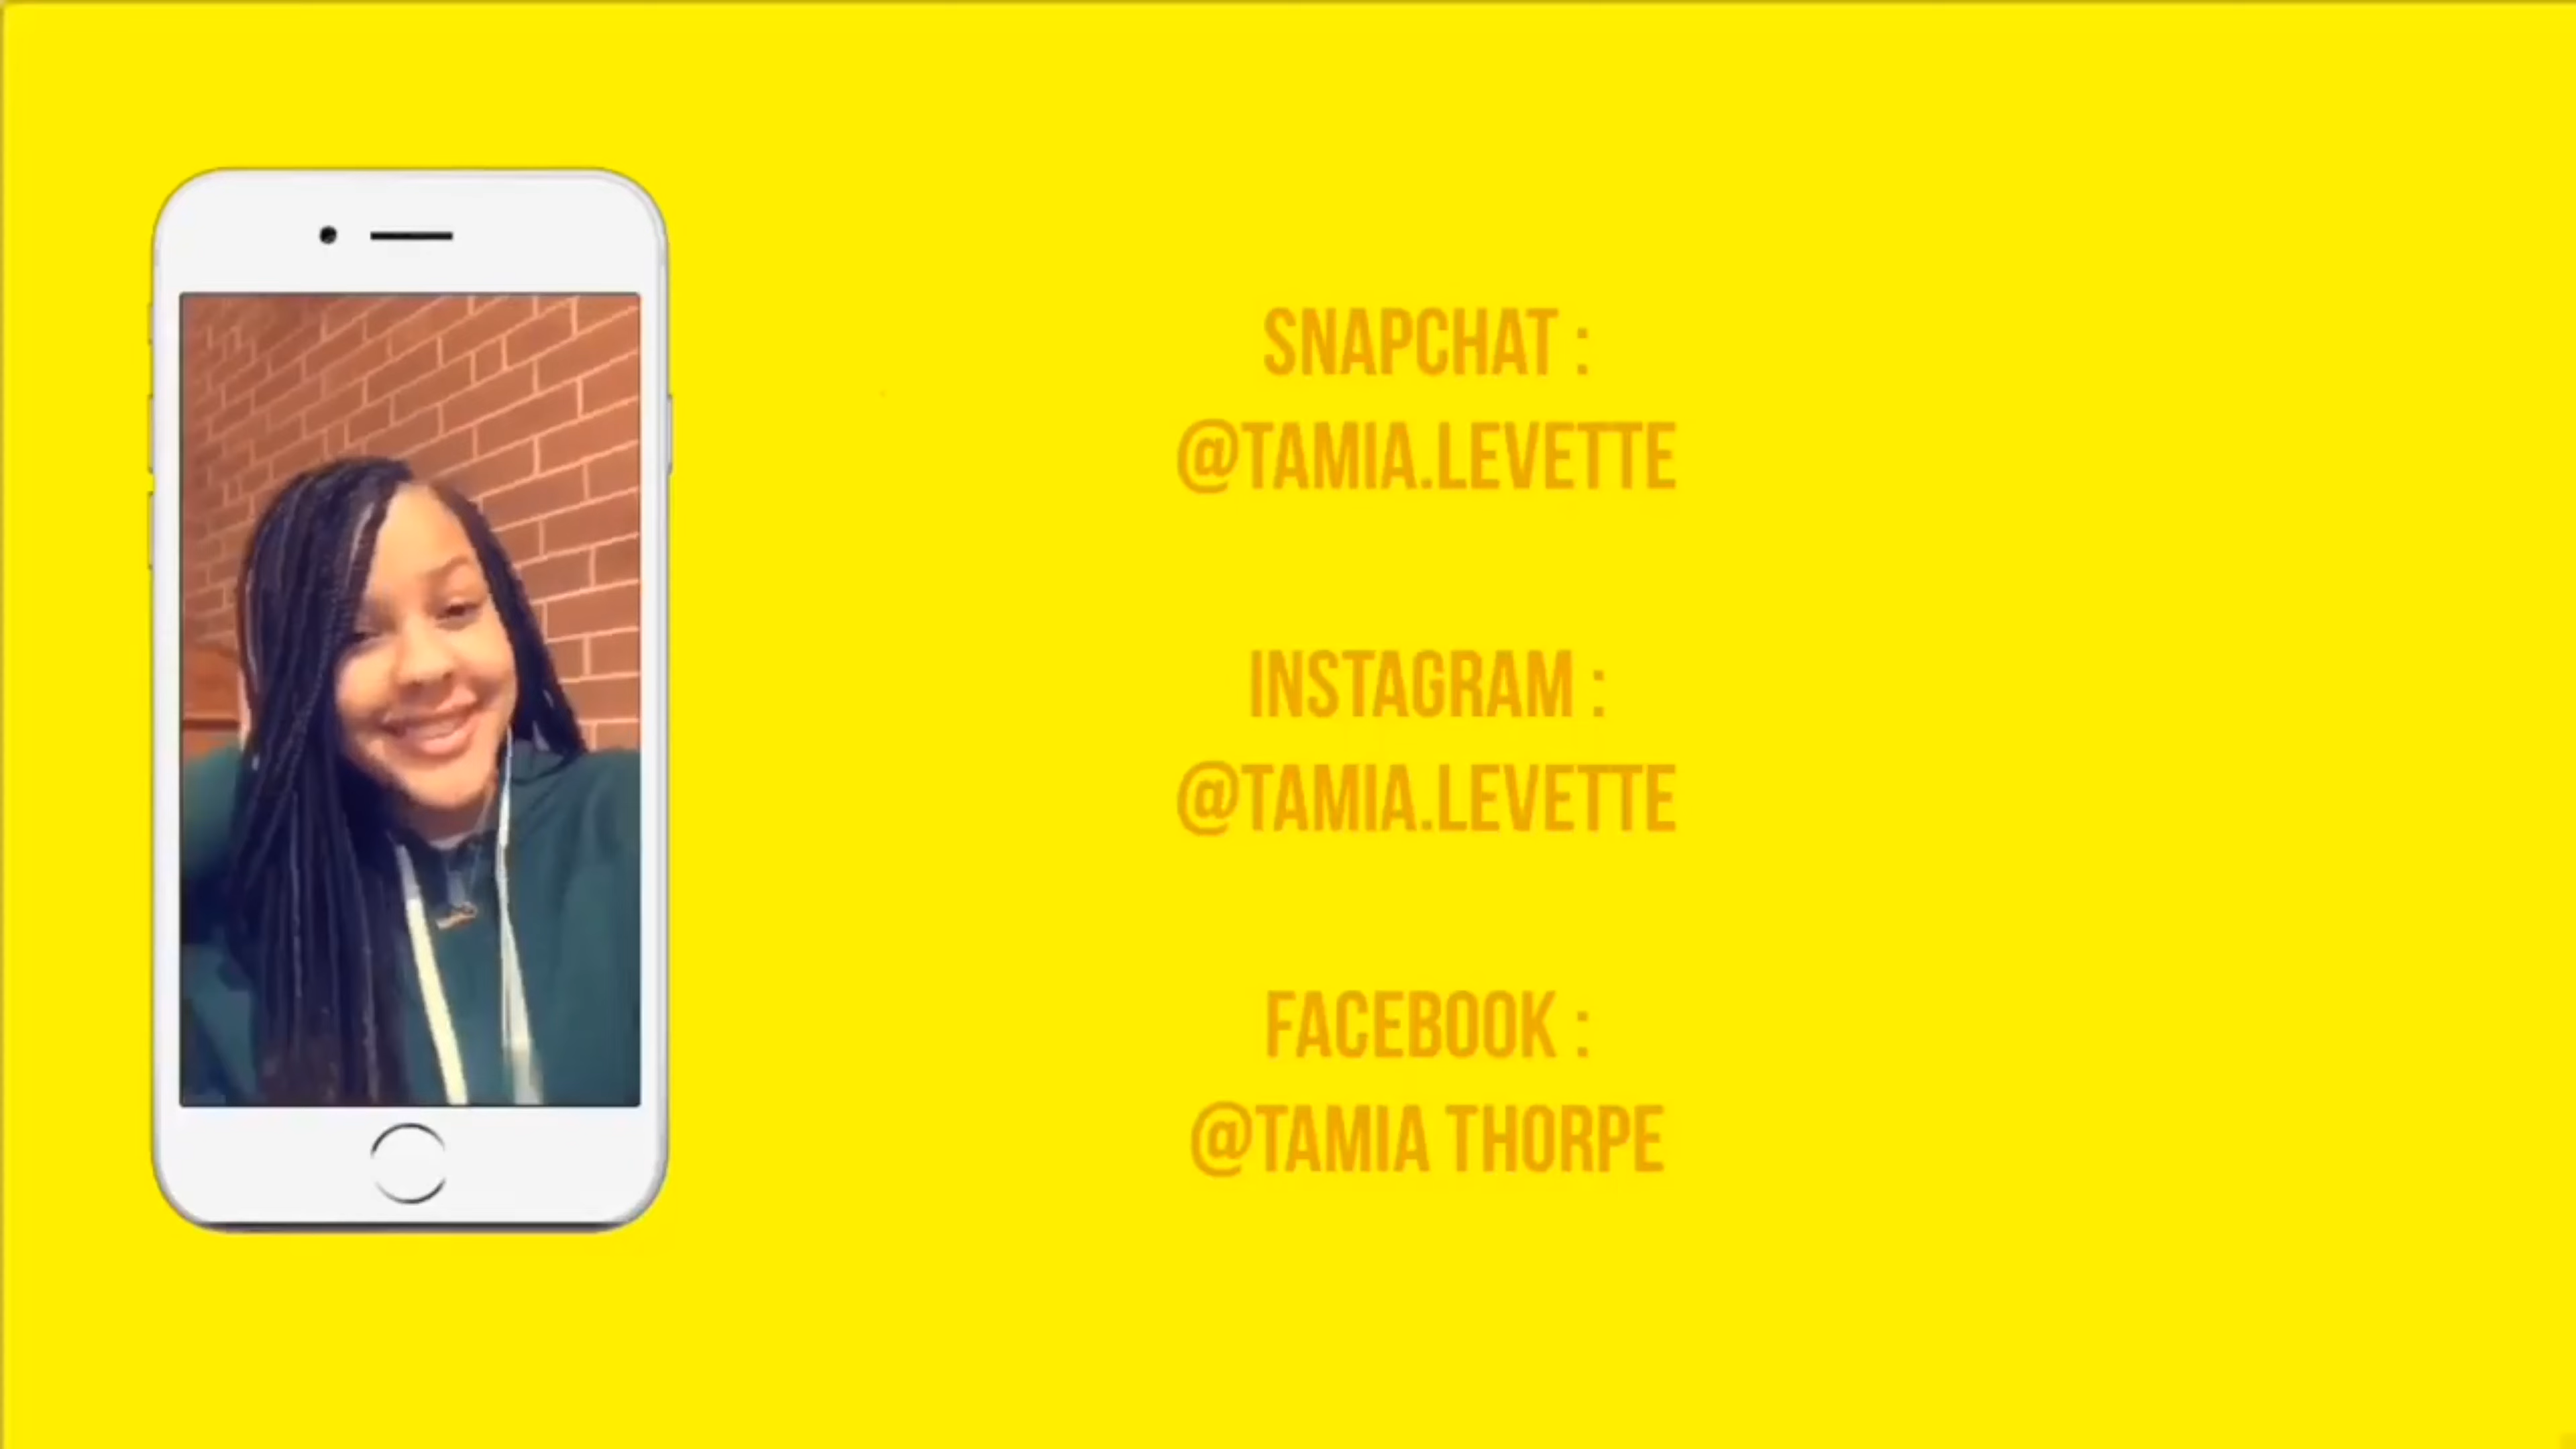 SNAPCHAT :
@TAMIA.LEVETTE
INSTAGRAM :
@TAMIA.LEVETTE
FACEBOOK :
@TAMIA THORPE